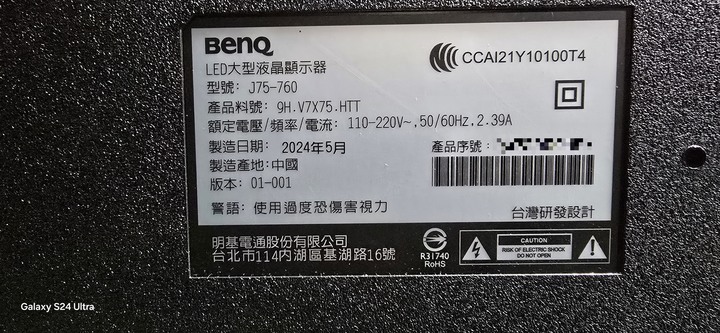 BenQ
CCAI21Y10100T4
LED大型液晶顯示器
型號: J75-760
產品料號: 9H.V7X75.HTT
額定電壓/頻率/電流: 110-220V~,50/60Hz,2.39A
製造日期: 2024年5月
產品序號:
製造產地:中國
版本: 01-001
警語: 使用過度恐傷害視力
台灣研發設計
明基電通股份有限公司
台北市114內湖區基湖路16號
R31740
RoHS
CAUTION
RISK OF ELECTRIC SHOCK
DO NOT OPEN
Galaxy S24 Ultra